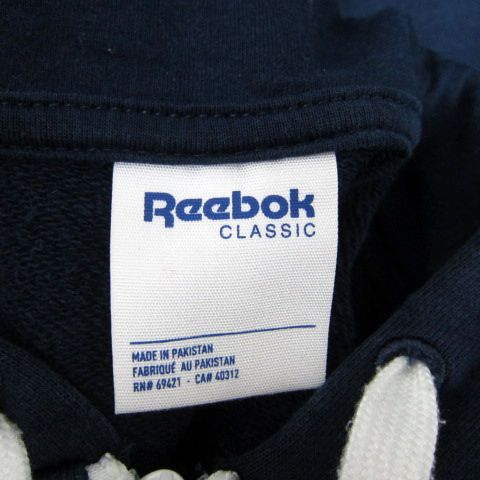 Reebok
CLASSIC
MADE IN PAKISTAN
FABRIQUÉ AU PAKISTAN
RN# 69421 - CA# 40312